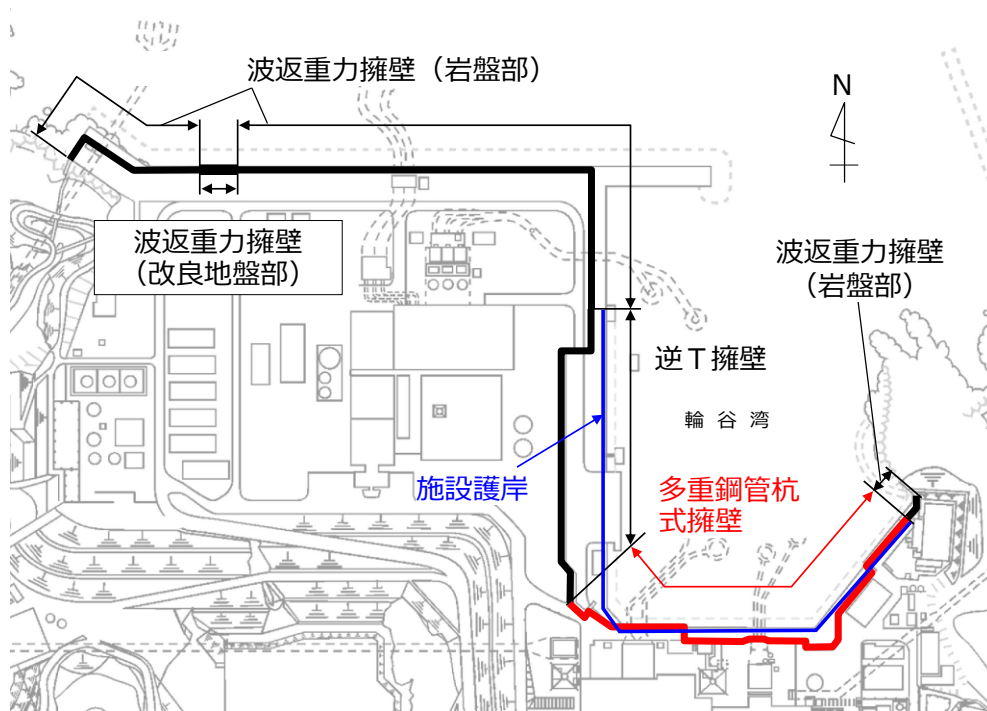 波返重力擁壁（岩盤部）
N
波返重力擁壁
（改良地盤部）
波返重力擁壁
（岩盤部）
逆Ｔ擁壁
輪谷湾
施設護岸
多重鋼管杭
式擁壁